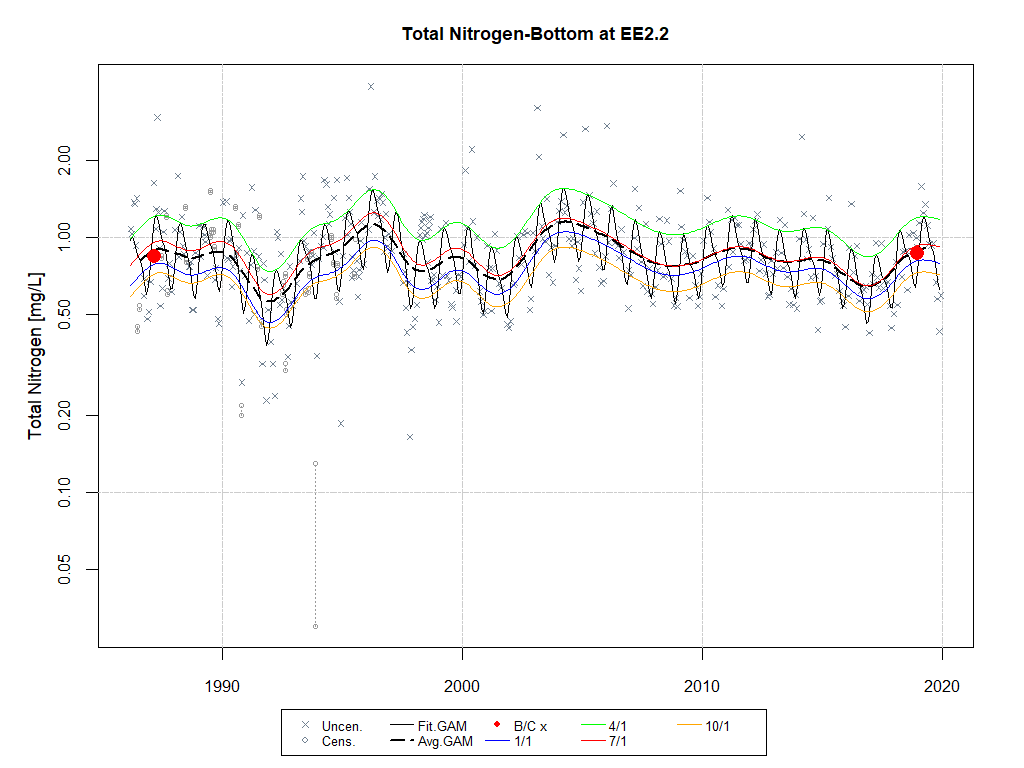 Total Nitrogen-Bottom at EE2.2
Total Nitrogen [mg/L]
2.00
1.00
0.50
0.20
0.10
0.05
1990 2000 2010 2020
Uncen. Fit.GAM B/C x 4/1 10/1
Cens. Avg.GAM 1/1 7/1